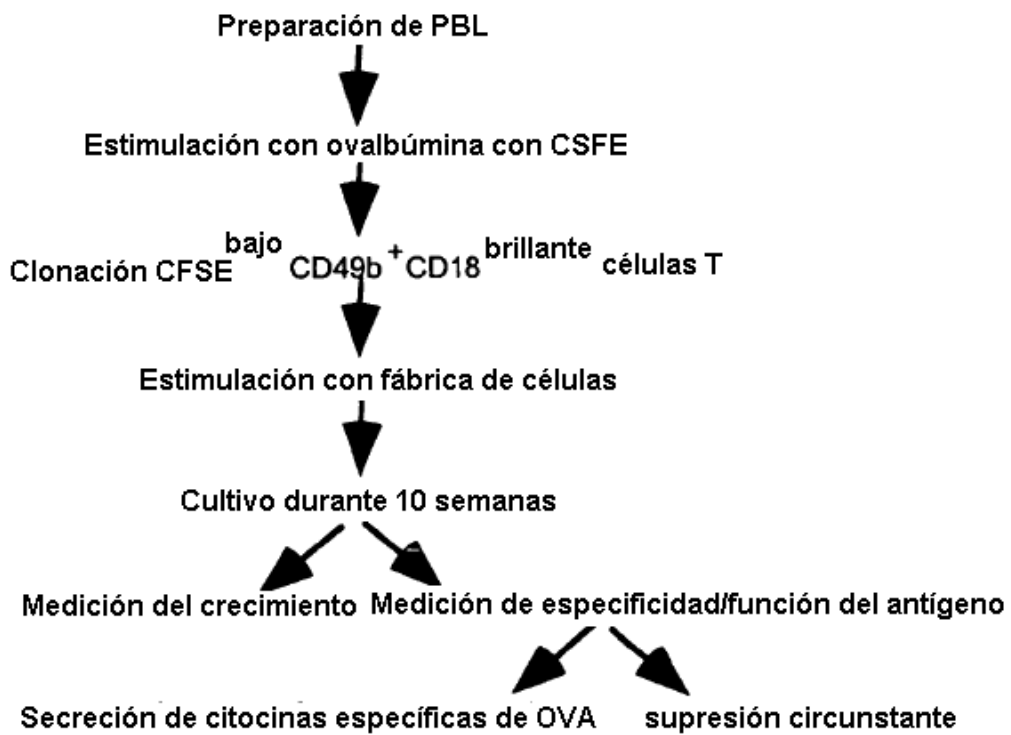 Preparación de PBL
Estimulación con ovalbúmina con CSFE
Clonación CFSE bajo CD49b + CD18 brillante células T
Estimulación con fábrica de células
Cultivo durante 10 semanas
Medición del crecimiento Medición de especificidad/función del antígeno
Secreción de citocinas específicas de OVA supresión circunstante